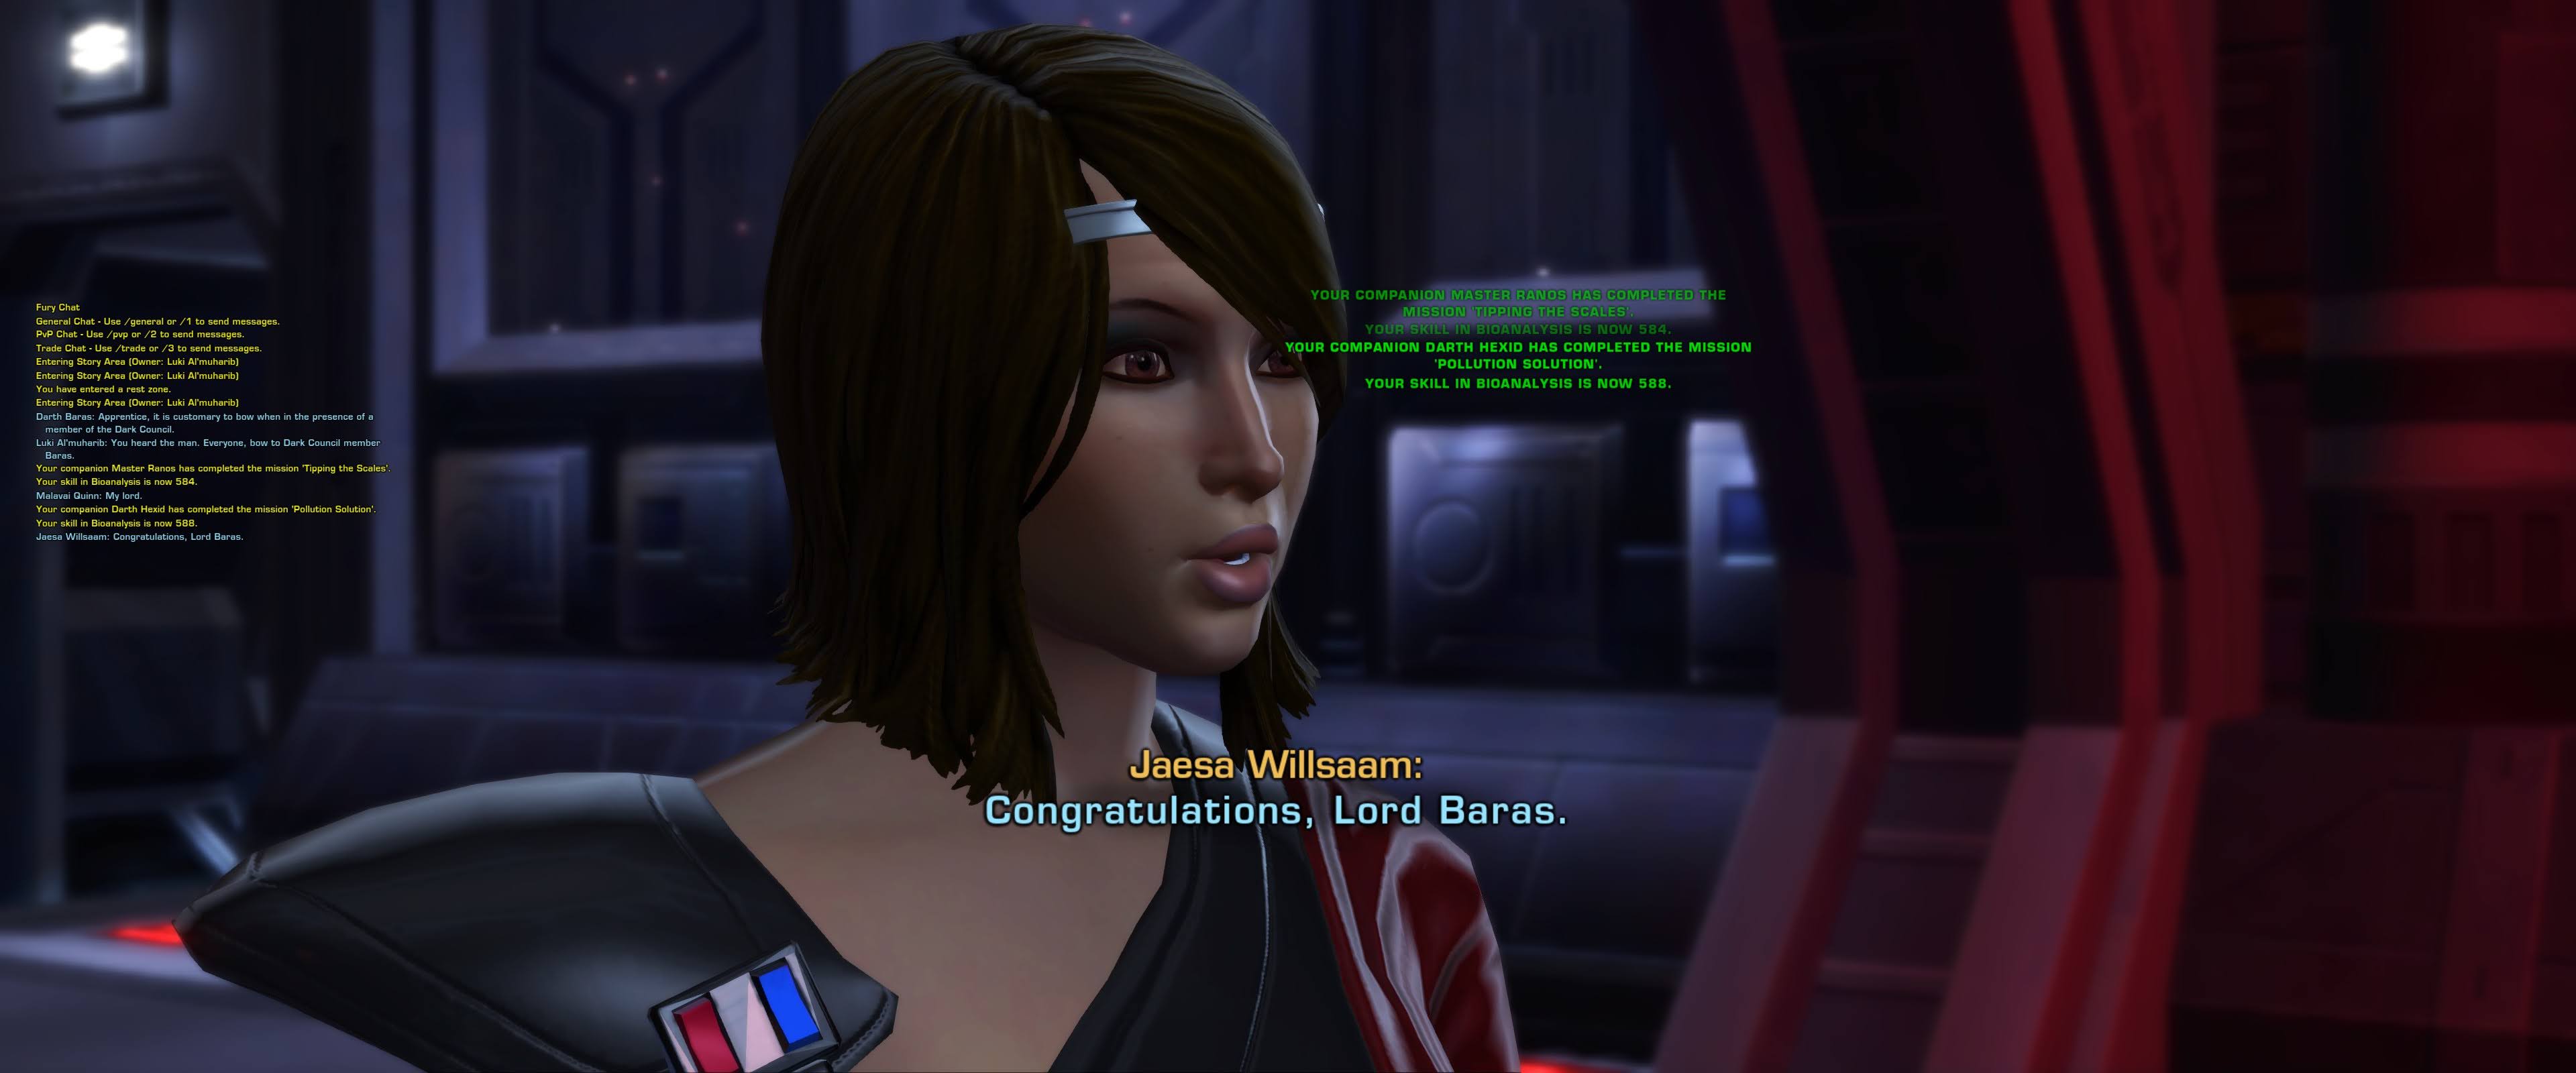 Fury Chat
General Chat - Use /general or /1 to send messages.
PvP Chat - Use /pvp or /2 to send messages.
Trade Chat - Use /trade or /3 to send messages.
Entering Story Area (Owner: Luki Al'muharib)
Entering Story Area (Owner: Luki Al'muharib)
You have entered a rest zone.
Entering Story Area (Owner: Luki Al'muharib)
Darth Baras: Apprentice, it is customary to bow when in the presence of a
member of the Dark Council.
Luki Al'muharib: You heard the man. Everyone, bow to Dark Council member
Baras.
Your companion Master Ranos has completed the mission 'Tipping the Scales'.
Your skill in Bioanalysis is now 584.
Malavai Quinn: My lord.
Your companion Darth Hexid has completed the mission 'Pollution Solution'.
Your skill in Bioanalysis is now 588.
Jaesa Willsaam: Congratulations, Lord Baras.
YOUR COMPANION MASTER RANOS HAS COMPLETED THE
MISSION 'TIPPING THE SCALES'.
YOUR SKILL IN BIOANALYSIS IS NOW 584.
YOUR COMPANION DARTH HEXID HAS COMPLETED THE MISSION
'POLLUTION SOLUTION'.
YOUR SKILL IN BIOANALYSIS IS NOW 588.
Jaesa Willsaam:
Congratulations, Lord Baras.